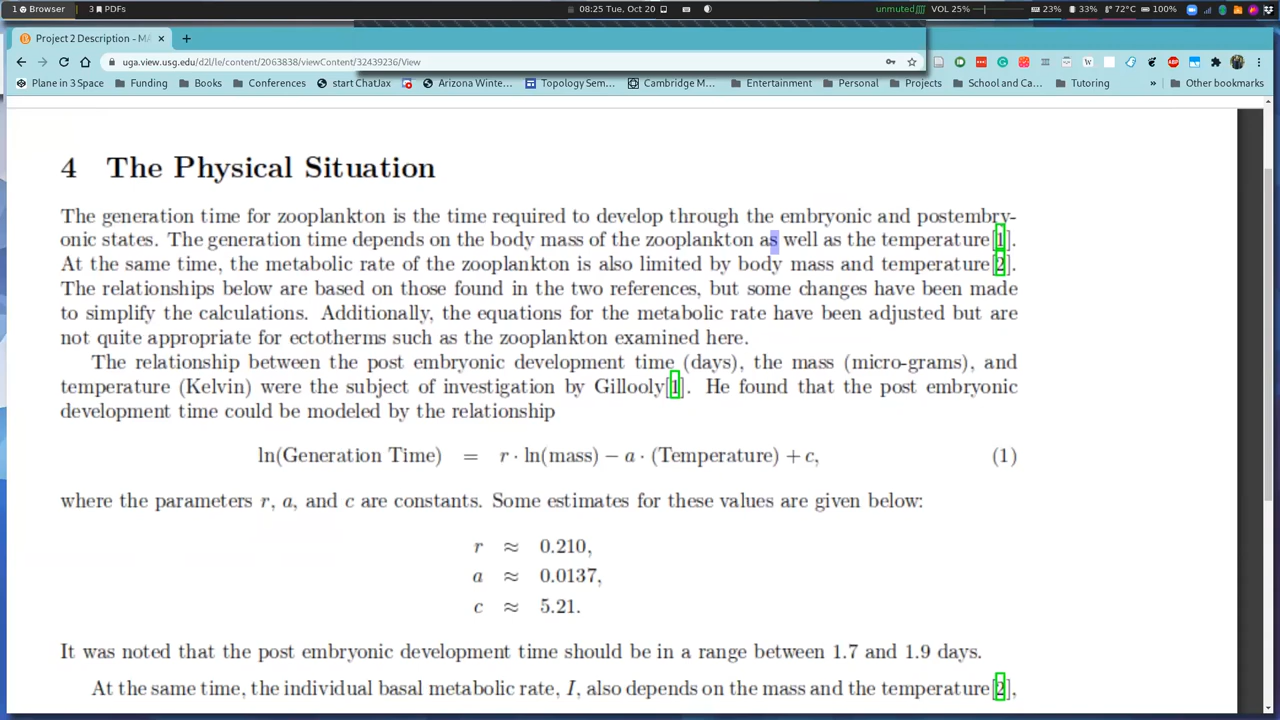 1 Browser
3 PDFs
08:25 Tue, Oct 20
unmuted VOL 25%
23%
33%
72°C
100%
Project 2 Description - MA
uga.view.usg.edu/d2l/le/content/2063838/viewContent/32439236/View
Plane in 3 Space
Funding
Books
Conferences
start ChatJax
Arizona Winte...
Topology Sem...
Cambridge M...
Entertainment
Personal
Projects
School and Ca...
Tutoring
»
Other bookmarks
4 The Physical Situation
The generation time for zooplankton is the time required to develop through the embryonic and postembry-
onic states. The generation time depends on the body mass of the zooplankton as well as the temperature[1].
At the same time, the metabolic rate of the zooplankton is also limited by body mass and temperature[2].
The relationships below are based on those found in the two references, but some changes have been made
to simplify the calculations. Additionally, the equations for the metabolic rate have been adjusted but are
not quite appropriate for ectotherms such as the zooplankton examined here.
The relationship between the post embryonic development time (days), the mass (micro-grams), and
temperature (Kelvin) were the subject of investigation by Gillooly[1]. He found that the post embryonic
development time could be modeled by the relationship
ln(Generation Time) = r · ln(mass) − a · (Temperature) + c, (1)
where the parameters r, a, and c are constants. Some estimates for these values are given below:
r ≈ 0.210,
a ≈ 0.0137,
c ≈ 5.21.
It was noted that the post embryonic development time should be in a range between 1.7 and 1.9 days.
At the same time, the individual basal metabolic rate, I, also depends on the mass and the temperature[2],